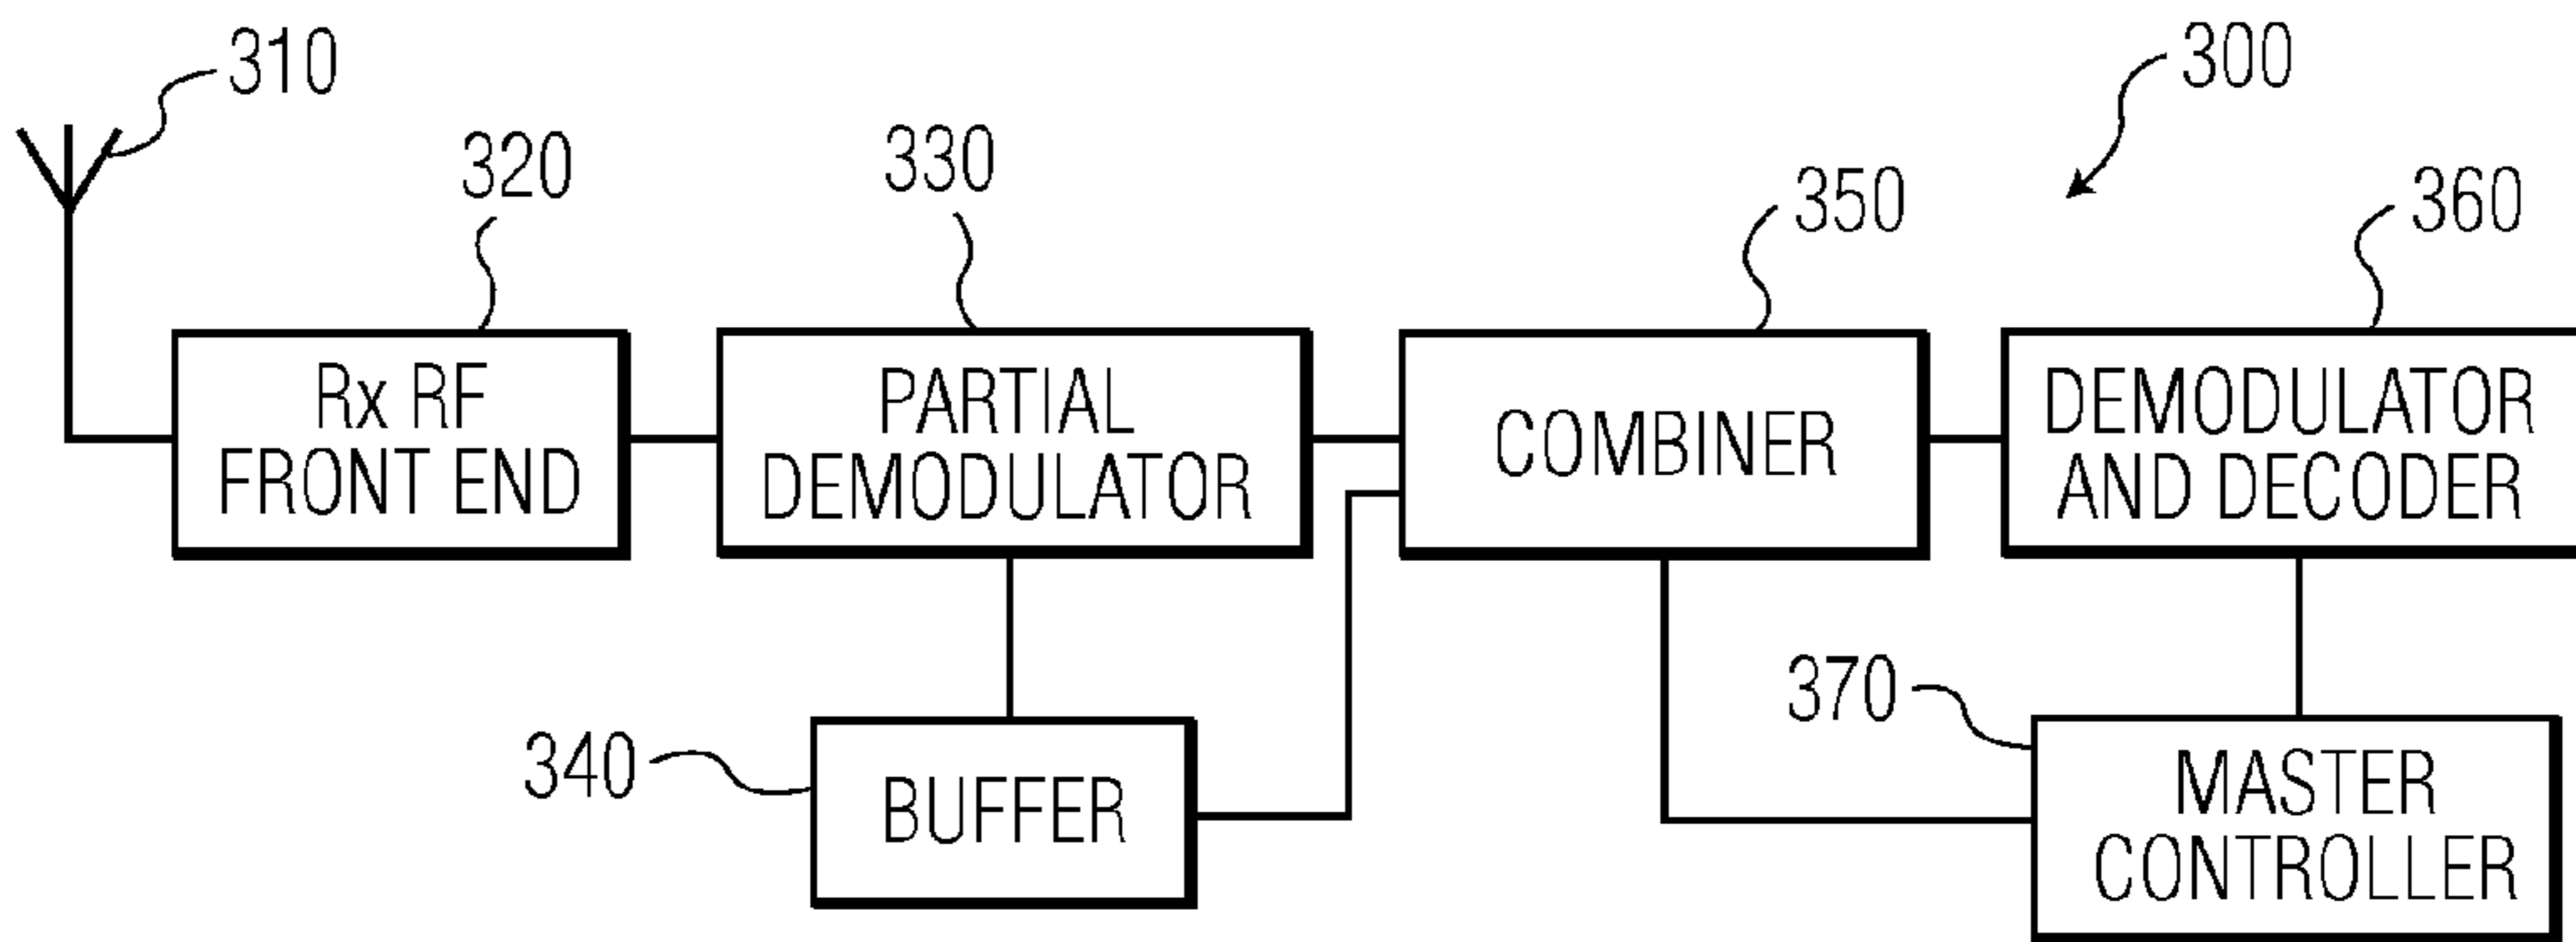 310
300
320
330
350
360
Rx RF
FRONT END
PARTIAL
DEMODULATOR
COMBINER
DEMODULATOR
AND DECODER
340
BUFFER
370
MASTER
CONTROLLER